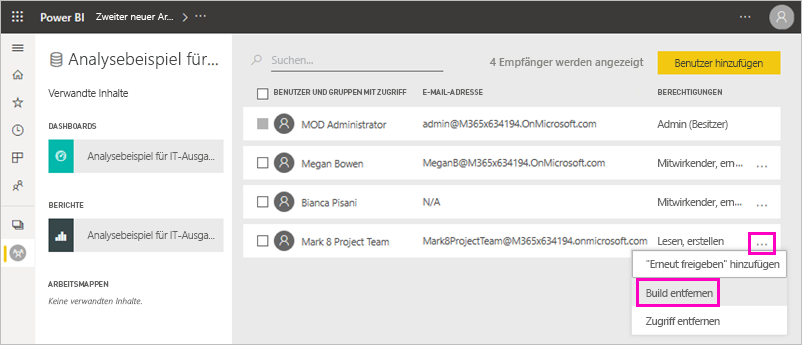 Power BI Zweiter neuer Ar... > ...
Analysebeispiel für...
Verwandte Inhalte
DASHBOARDS
Analysebeispiel für IT-Ausga...
BERICHTE
Analysebeispiel für IT-Ausga...
ARBEITSMAPPEN
Keine verwandten Inhalte.
Suchen...
4 Empfänger werden angezeigt
Benutzer hinzufügen
BENUTZER UND GRUPPEN MIT ZUGRIFF E-MAIL-ADRESSE BERECHTIGUNGEN
MOD Administrator admin@M365x634194.OnMicrosoft.com Admin (Besitzer)
Megan Bowen MeganB@M365x634194.OnMicrosoft.com Mitwirkender, em... ...
Bianca Pisani N/A Mitwirkender, em... ...
Mark 8 Project Team Mark8ProjectTeam@M365x634194.onmicrosoft.com Lesen, erstellen ...
"Erneut freigeben" hinzufügen
Build entfernen
Zugriff entfernen